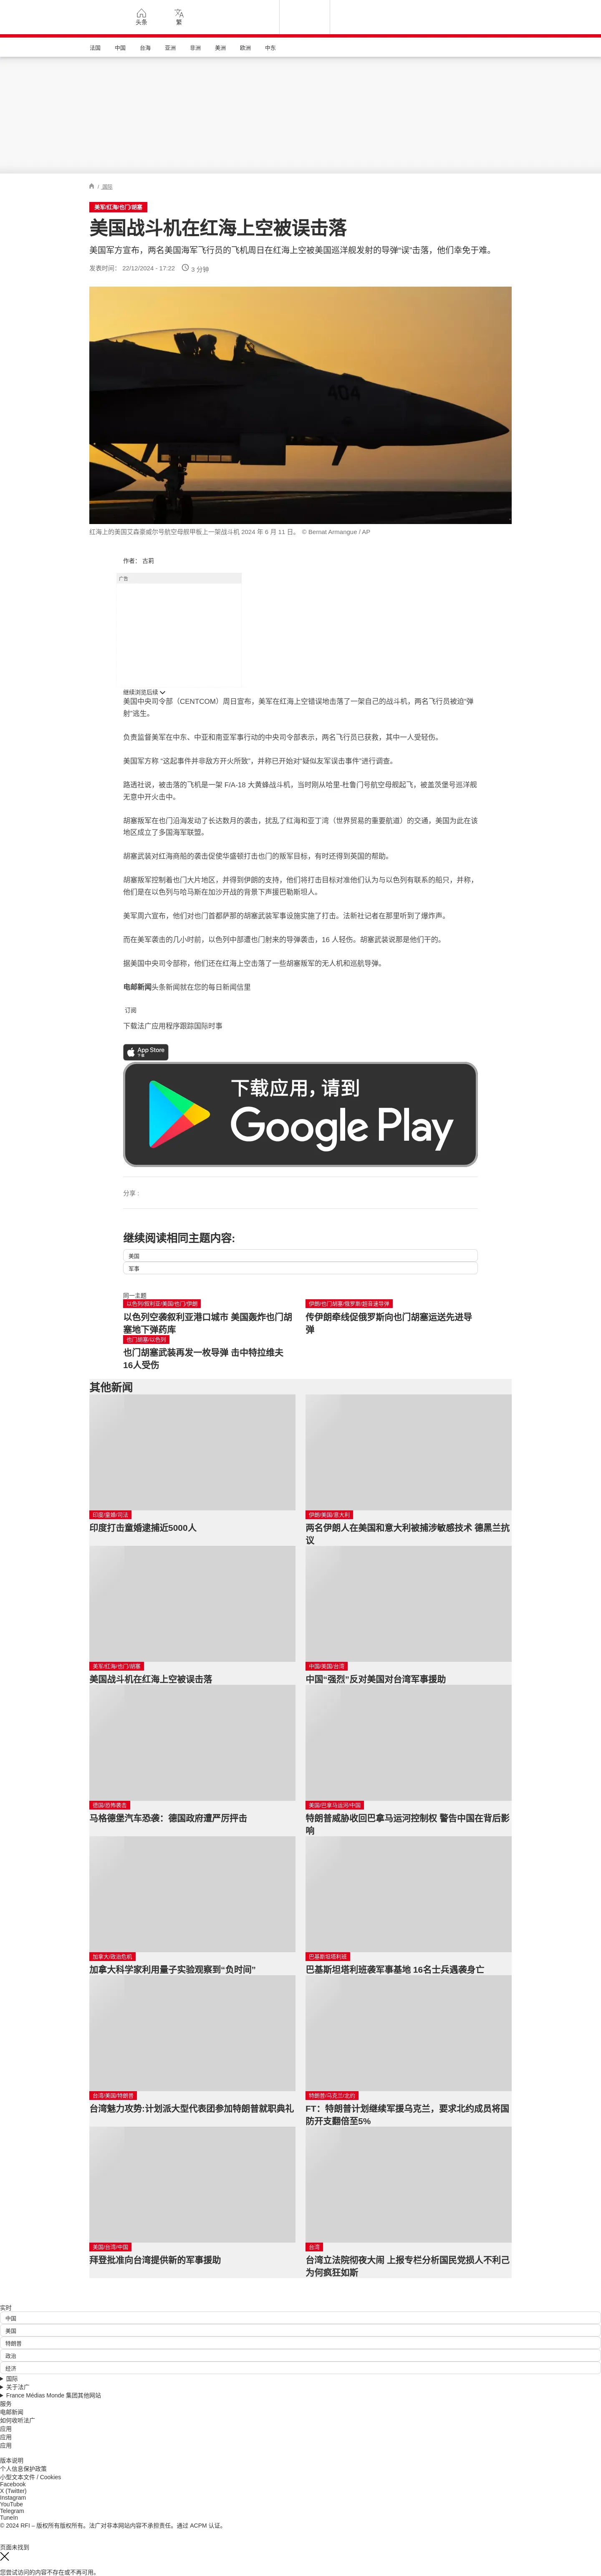 头条
繁
法国 中国 台海 亚洲 非洲 美洲 欧洲 中东
/ 国际
美军/红海/也门/胡塞
美国战斗机在红海上空被误击落
美国军方宣布，两名美国海军飞行员的飞机周日在红海上空被美国巡洋舰发射的导弹“误”击落，他们幸免于难。
发表时间： 22/12/2024 - 17:22 3 分钟
404
红海上的美国艾森豪威尔号航空母舰甲板上一架战斗机 2024 年 6 月 11 日。 © Bernat Armangue / AP
作者： 古莉
广告
继续浏览后续
美国中央司令部（CENTCOM）周日宣布，美军在红海上空错误地击落了一架自己的战斗机，两名飞行员被迫“弹
射”逃生。
负责监督美军在中东、中亚和南亚军事行动的中央司令部表示，两名飞行员已获救，其中一人受轻伤。
美国军方称 “这起事件并非敌方开火所致”，并称已开始对“疑似友军误击事件”进行调查。
路透社说，被击落的飞机是一架 F/A-18 大黄蜂战斗机，当时刚从哈里-杜鲁门号航空母舰起飞，被盖茨堡号巡洋舰
无意中开火击中。
胡塞叛军在也门沿海发动了长达数月的袭击，扰乱了红海和亚丁湾（世界贸易的重要航道）的交通，美国为此在该
地区成立了多国海军联盟。
胡塞武装对红海商船的袭击促使华盛顿打击也门的叛军目标，有时还得到英国的帮助。
胡塞叛军控制着也门大片地区，并得到伊朗的支持，他们将打击目标对准他们认为与以色列有联系的船只，并称，
他们是在以色列与哈马斯在加沙开战的背景下声援巴勒斯坦人。
美军周六宣布，他们对也门首都萨那的胡塞武装军事设施实施了打击。法新社记者在那里听到了爆炸声。
而在美军袭击的几小时前，以色列中部遭也门射来的导弹袭击，16 人轻伤。胡塞武装说那是他们干的。
据美国中央司令部称，他们还在红海上空击落了一些胡塞叛军的无人机和巡航导弹。
电邮新闻头条新闻就在您的每日新闻信里
订阅
下载法广应用程序跟踪国际时事
App Store
下载
下载应用，请到
Google Play
分享 :
继续阅读相同主题内容:
美国
军事
同一主题
以色列/叙利亚/美国/也门/伊朗
以色列空袭叙利亚港口城市 美国轰炸也门胡
塞地下弹药库
伊朗/也门胡塞/俄罗斯/超音速导弹
传伊朗牵线促俄罗斯向也门胡塞运送先进导
弹
也门胡塞/以色列
也门胡塞武装再发一枚导弹 击中特拉维夫
16人受伤
其他新闻
印度/童婚/司法
印度打击童婚逮捕近5000人
伊朗/美国/意大利
两名伊朗人在美国和意大利被捕涉敏感技术 德黑兰抗
议
美军/红海/也门/胡塞
美国战斗机在红海上空被误击落
中国/美国/台湾
中国“强烈”反对美国对台湾军事援助
德国/恐怖袭击
马格德堡汽车恐袭：德国政府遭严厉抨击
美国/巴拿马运河/中国
特朗普威胁收回巴拿马运河控制权 警告中国在背后影
响
加拿大/政治危机
加拿大科学家利用量子实验观察到“负时间”
巴基斯坦塔利班
巴基斯坦塔利班袭军事基地 16名士兵遇袭身亡
台湾/美国/特朗普
台湾魅力攻势:计划派大型代表团参加特朗普就职典礼
特朗普/乌克兰/北约
FT：特朗普计划继续军援乌克兰，要求北约成员将国
防开支翻倍至5%
美国/台湾/中国
拜登批准向台湾提供新的军事援助
台湾
台湾立法院彻夜大闹 上报专栏分析国民党损人不利己
为何疯狂如斯
实时
中国
美国
特朗普
政治
经济
国际
关于法广
France Médias Monde 集团其他网站
服务
电邮新闻
如何收听法广
应用
应用
应用
版本说明
个人信息保护政策
小型文本文件 / Cookies
Facebook
X (Twitter)
Instagram
YouTube
Telegram
TuneIn
© 2024 RFI – 版权所有版权所有。法广对非本网站内容不承担责任。通过 ACPM 认证。
页面未找到
您尝试访问的内容不存在或不再可用。